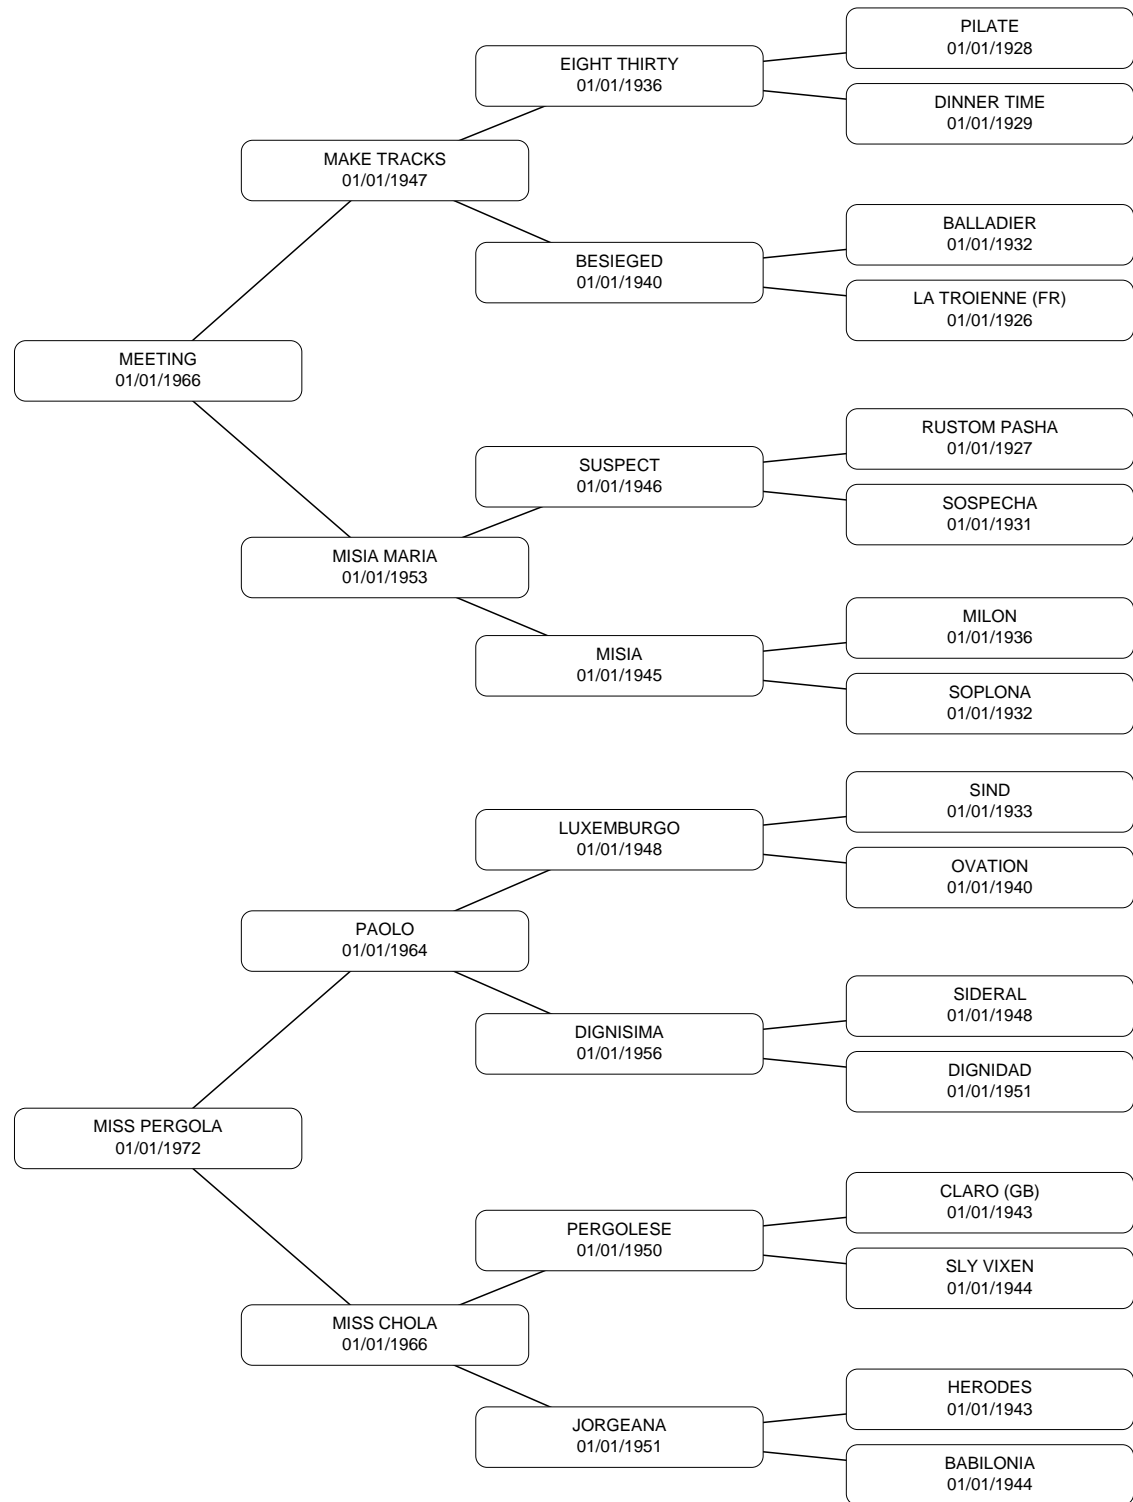 PILATE
01/01/1928
EIGHT THIRTY
01/01/1936
DINNER TIME
01/01/1929
MAKE TRACKS
01/01/1947
BALLADIER
01/01/1932
BESIEGED
01/01/1940
LA TROIENNE (FR)
01/01/1926
MEETING
01/01/1966
RUSTOM PASHA
01/01/1927
SUSPECT
01/01/1946
SOSPECHA
01/01/1931
MISIA MARIA
01/01/1953
MILON
01/01/1936
MISIA
01/01/1945
SOPLONA
01/01/1932
SIND
01/01/1933
LUXEMBURGO
01/01/1948
OVATION
01/01/1940
PAOLO
01/01/1964
SIDERAL
01/01/1948
DIGNISIMA
01/01/1956
DIGNIDAD
01/01/1951
MISS PERGOLA
01/01/1972
CLARO (GB)
01/01/1943
PERGOLESE
01/01/1950
SLY VIXEN
01/01/1944
MISS CHOLA
01/01/1966
HERODES
01/01/1943
JORGEANA
01/01/1951
BABILONIA
01/01/1944